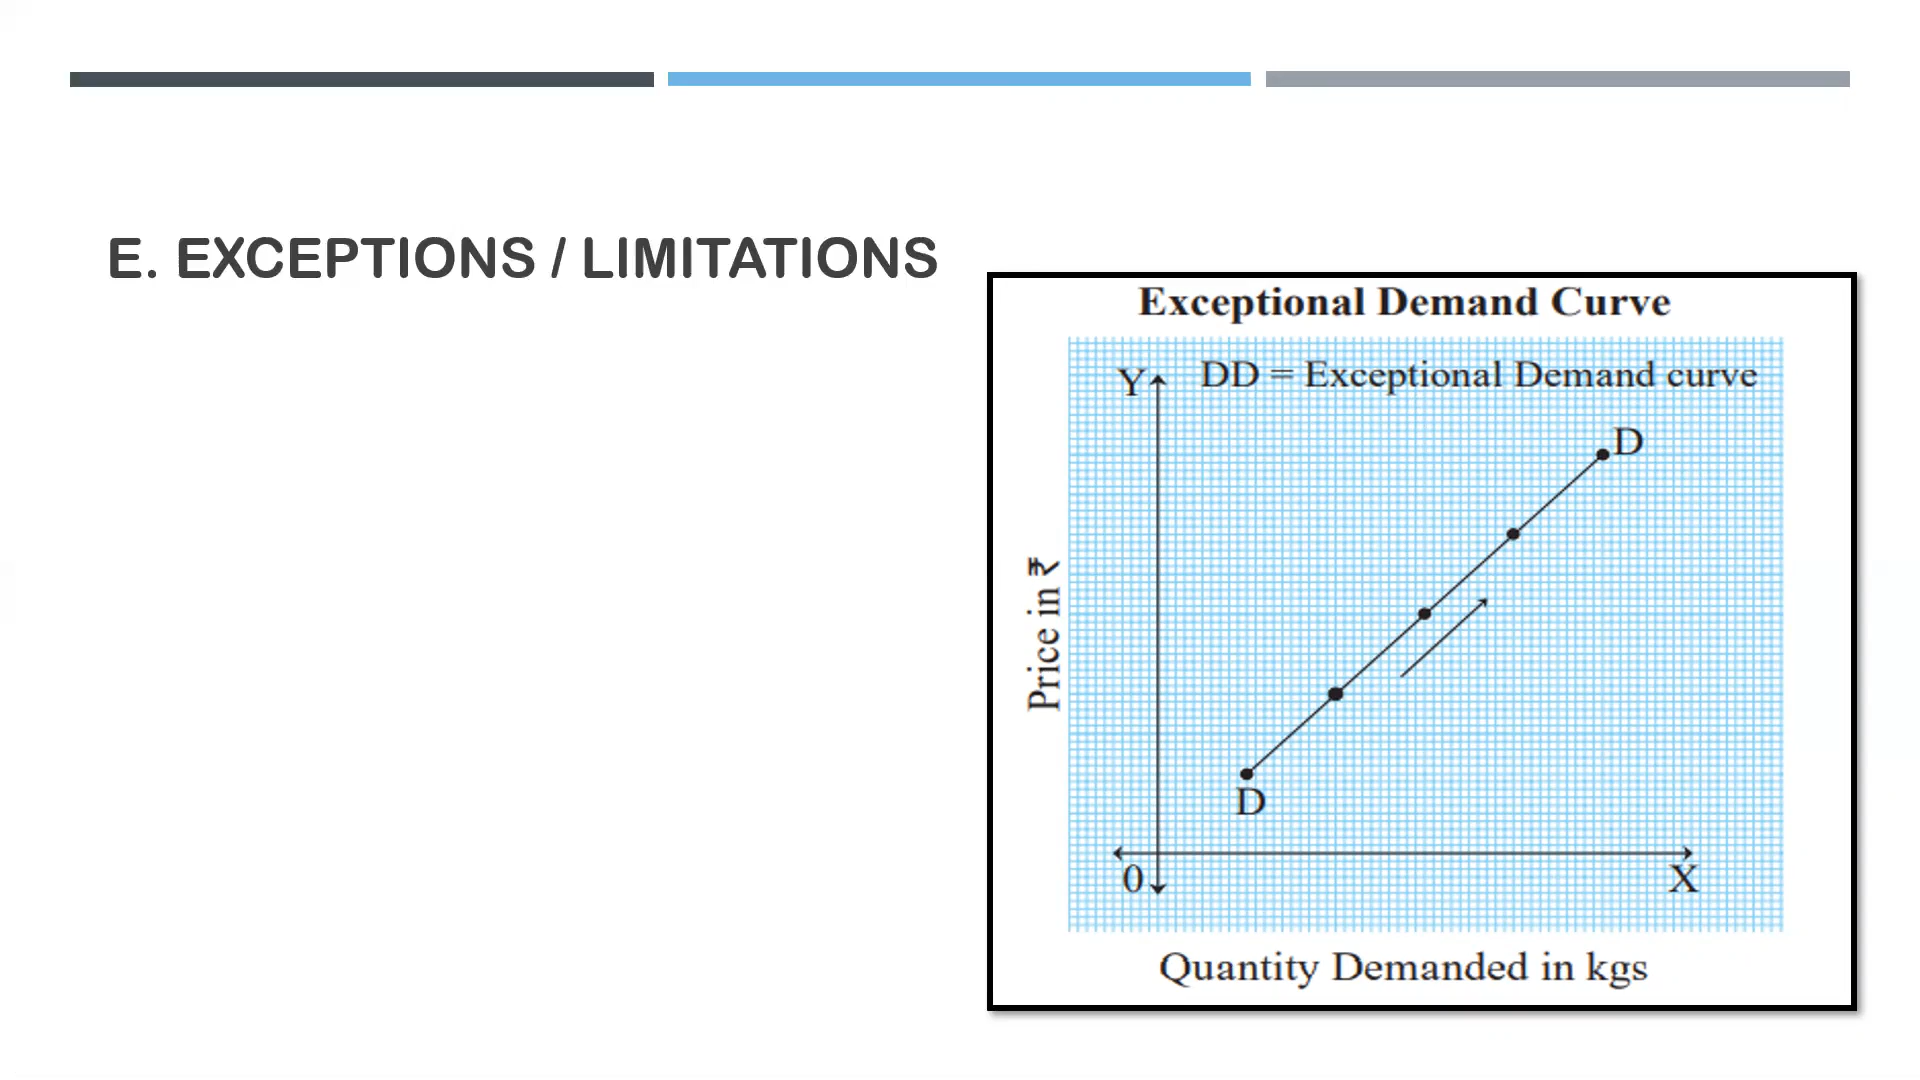 E. EXCEPTIONS / LIMITATIONS
Exceptional Demand Curve
Y
DD = Exceptional Demand curve
D
Price in ₹
D
0
X
Quantity Demanded in kgs